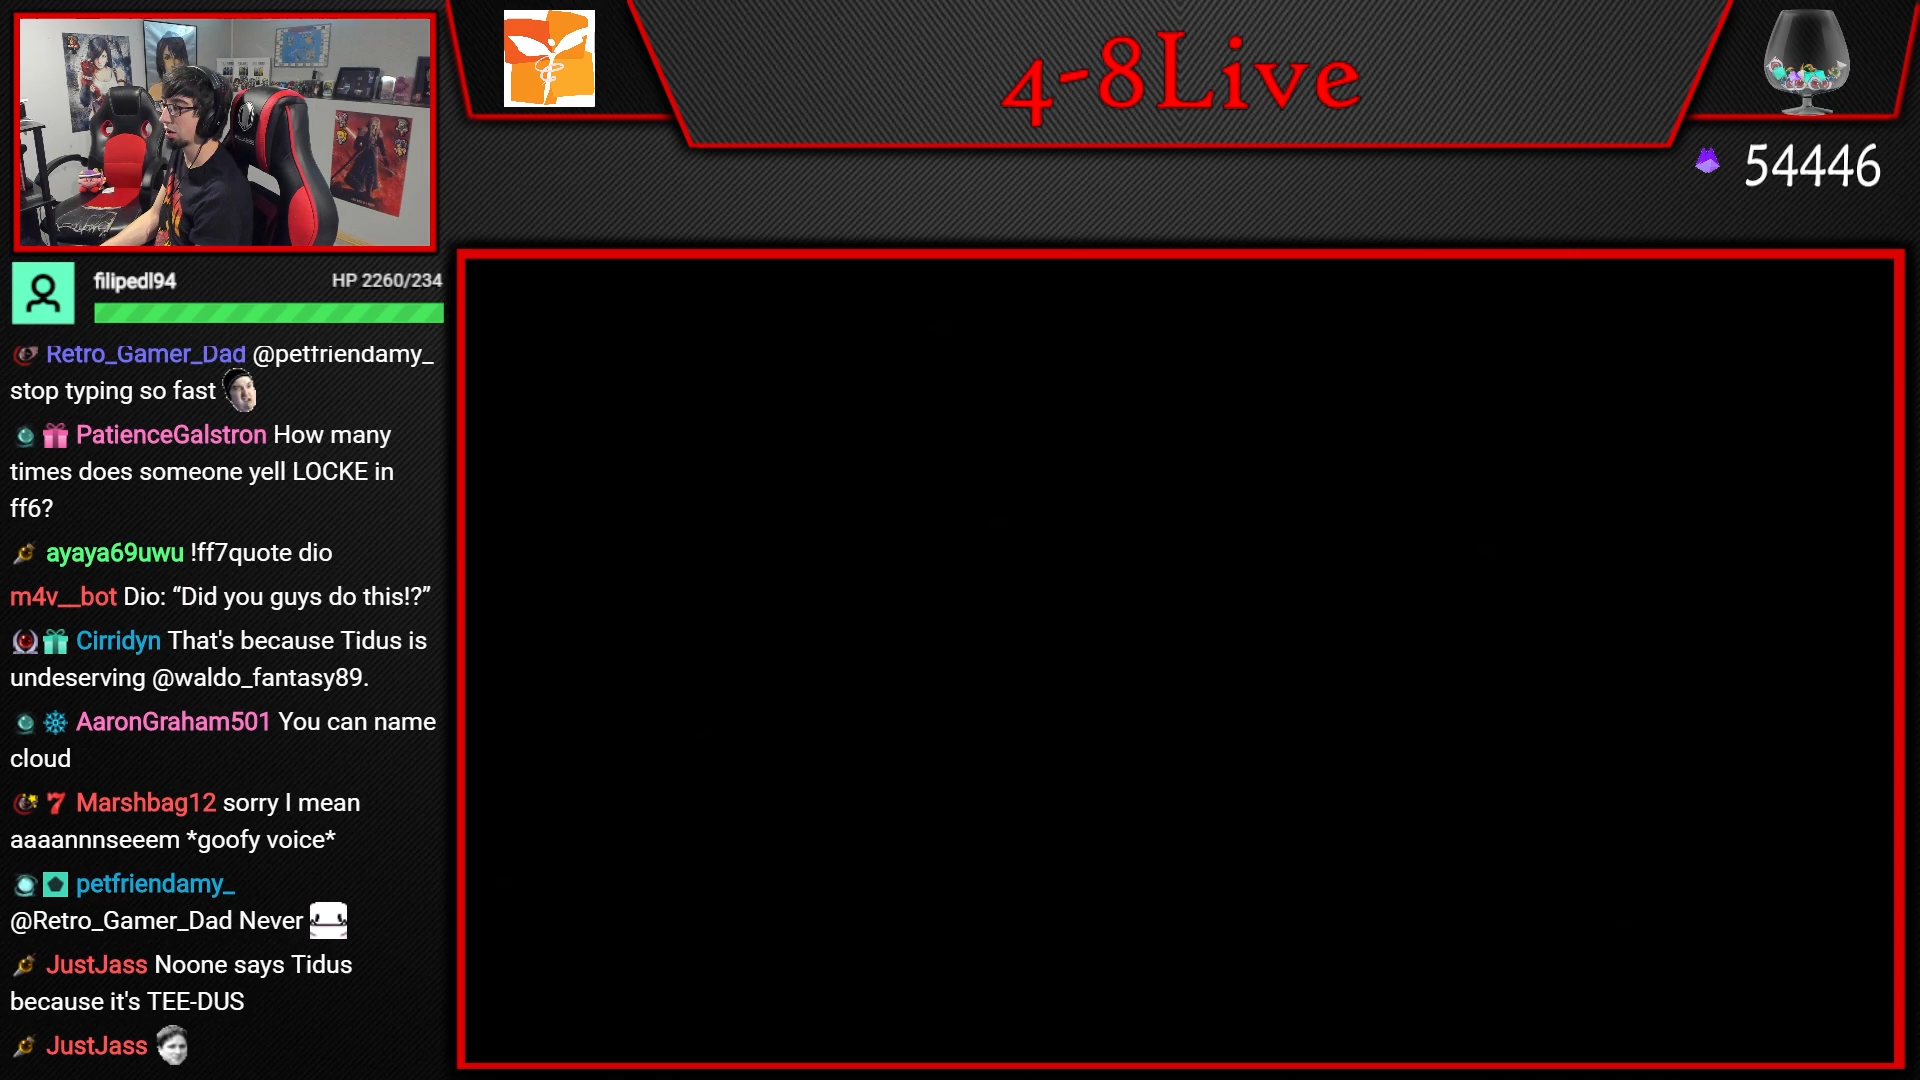 4-8Live
54446
filipedl94 HP 2260/234
Retro_Gamer_Dad @petfriendamy_
stop typing so fast
PatienceGalstron How many
times does someone yell LOCKE in
ff6?
ayaya69uwu !ff7quote dio
m4v__bot Dio: “Did you guys do this!?”
Cirridyn That's because Tidus is
undeserving @waldo_fantasy89.
AaronGraham501 You can name
cloud
Marshbag12 sorry I mean
aaaannnseeem *goofy voice*
petfriendamy_
@Retro_Gamer_Dad Never
JustJass Noone says Tidus
because it's TEE-DUS
JustJass